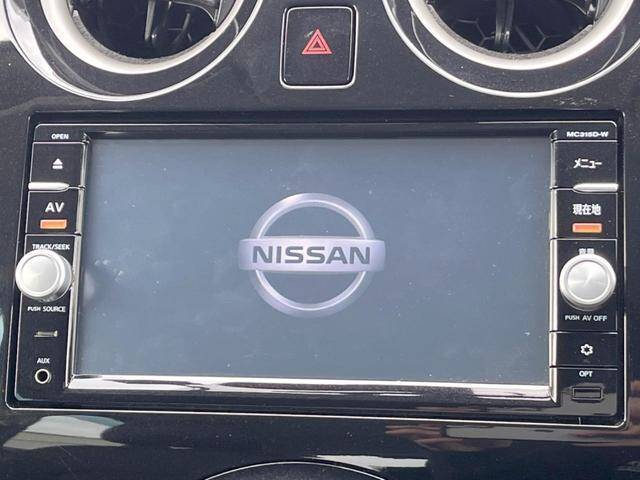 OPEN
MC315D-W
メニュー
AV
現在地
TRACK/SEEK
音量
NISSAN
PUSH SOURCE
PUSH AV OFF
AUX
OPT